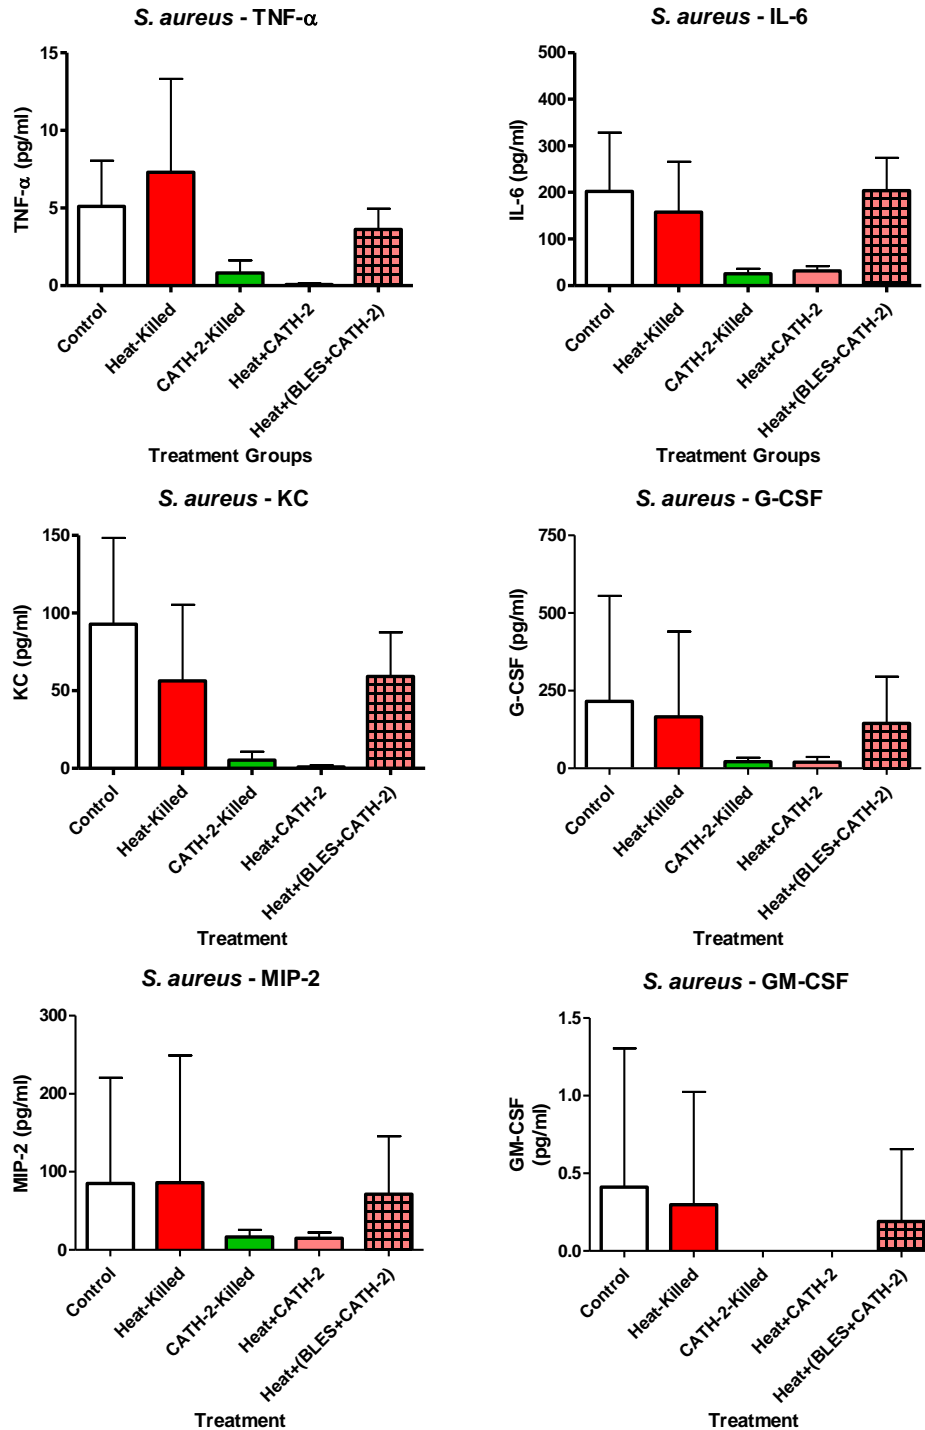 S. aureus - TNF-α
15
10
5
0
TNF-α (pg/ml)
Control
Heat-Killed
CATH-2-Killed
Heat+CATH-2
Heat+(BLES+CATH-2)
Treatment Groups
S. aureus - IL-6
500
400
300
200
100
0
IL-6 (pg/ml)
Control
Heat-Killed
CATH-2-Killed
Heat+CATH-2
Heat+(BLES+CATH-2)
Treatment Groups
S. aureus - KC
150
100
50
0
KC (pg/ml)
Control
Heat-Killed
CATH-2-Killed
Heat+CATH-2
Heat+(BLES+CATH-2)
Treatment
S. aureus - G-CSF
750
500
250
0
G-CSF (pg/ml)
Control
Heat-Killed
CATH-2-Killed
Heat+CATH-2
Heat+(BLES+CATH-2)
Treatment
S. aureus - MIP-2
300
200
100
0
MIP-2 (pg/ml)
Control
Heat-Killed
CATH-2-Killed
Heat+CATH-2
Heat+(BLES+CATH-2)
Treatment
S. aureus - GM-CSF
1.5
1.0
0.5
0.0
GM-CSF
(pg/ml)
Control
Heat-Killed
CATH-2-Killed
Heat+CATH-2
Heat+(BLES+CATH-2)
Treatment